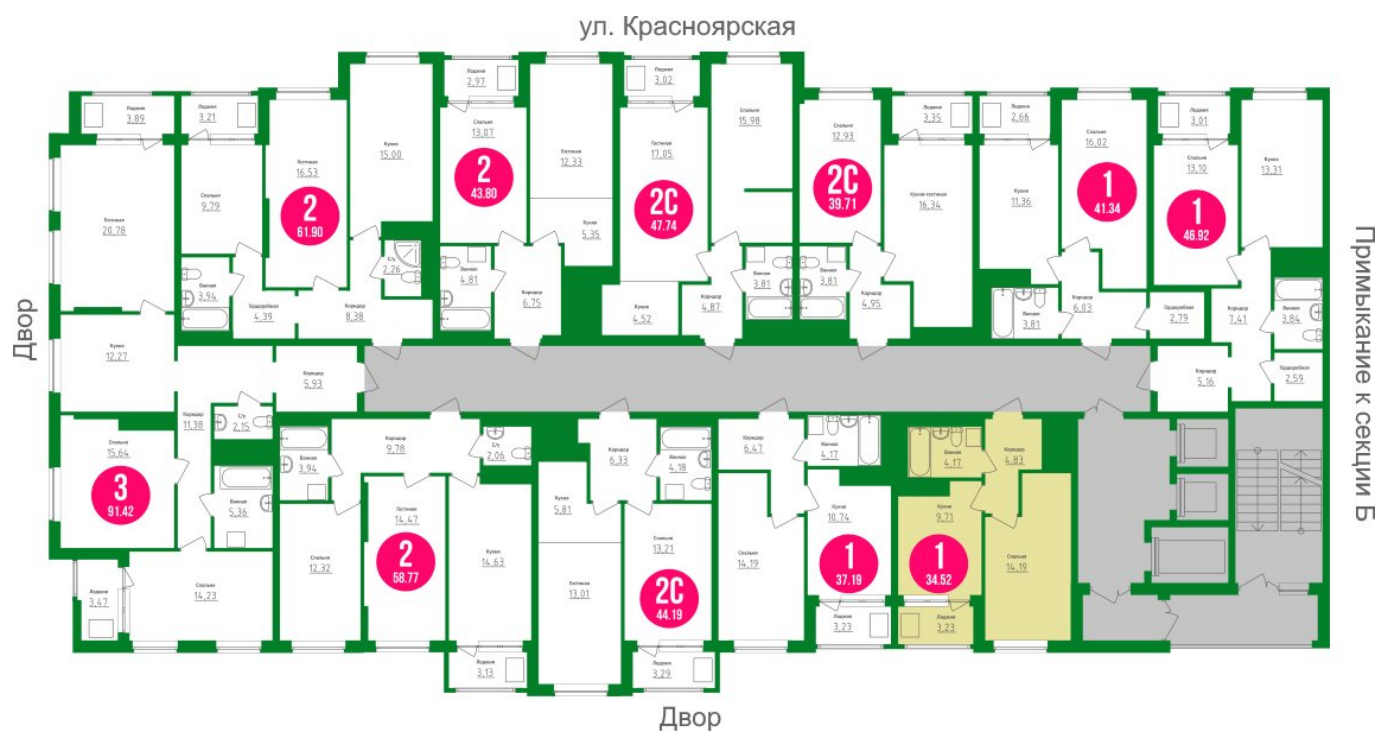 ул. Красноярская
Лоджия
3,89
Лоджия
3,21
Гостиная
16,53
Кухня
15,00
Лоджия
2,97
Спальня
13,07
Гостиная
12,33
Лоджия
3,02
Гостиная
17,05
Спальня
15,98
Спальня
12,93
Лоджия
3,35
Лоджия
2,66
Спальня
16,02
Лоджия
3,01
Спальня
13,10
Кухня
13,31
Гостиная
20,78
Спальня
9,79
2
61.90
2
43.80
Кухня
5,35
2С
47.74
2С
39.71
Кухня-гостиная
16,34
Кухня
11,36
1
41.34
1
46.92
С/у
2,26
Ванная
3,94
Гардеробная
4,39
Коридор
8,38
Ванная
4,81
Коридор
6,75
Кухня
4,52
Коридор
4,87
Ванная
3,81
Ванная
3,81
Коридор
4,95
Ванная
3,81
Коридор
6,03
Гардеробная
2,79
Коридор
7,41
Ванная
3,84
Двор
Кухня
12,27
Коридор
5,93
Коридор
5,16
Гардеробная
2,59
Примыкание к секции Б
Коридор
11,38
С/у
2,15
Спальня
15,64
3
91.42
Ванная
5,36
Лоджия
3,47
Спальня
14,23
Ванная
3,94
Коридор
9,78
С/у
2,06
Спальня
12,32
Гостиная
14,47
2
58.77
Кухня
14,63
Лоджия
3,13
Коридор
6,33
Ванная
4,18
Кухня
5,81
Гостиная
13,01
Спальня
13,21
2С
44.19
Лоджия
3,29
Коридор
6,47
Ванная
4,17
Спальня
14,19
Кухня
10,74
1
37.19
Лоджия
3,23
Ванная
4,17
Коридор
4,83
Кухня
9,71
1
34.52
Спальня
14,19
Лоджия
3,23
Двор